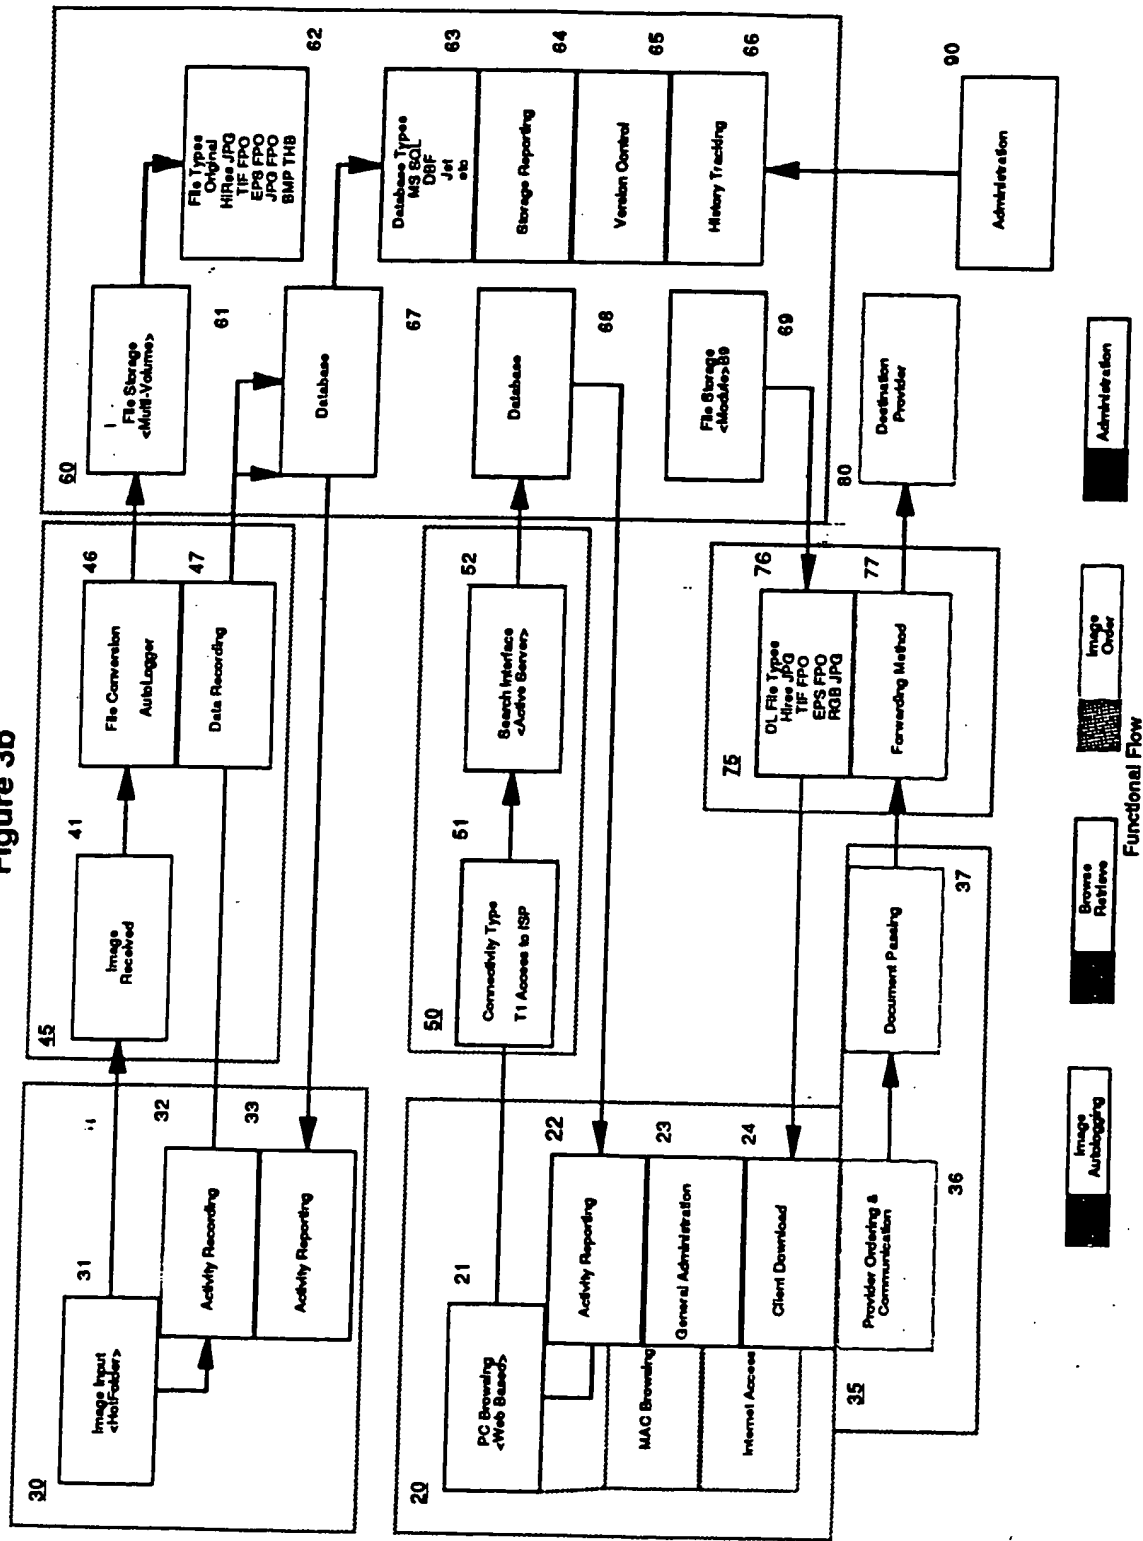 Figure 3b
30
Image Input
<HotFolder>
31
Activity Recording
32
Activity Reporting
33
45
Image
Received
41
File Conversion
AutoLogger
46
Data Recording
47
60
File Storage
<Multi-Volume>
61
File Types
Original
HiRes JPG
TIF FPO
EPS FPO
JPG FPO
BMP THB
62
Database
67
Database Types
MS SQL
DBF
Jet
etc
63
Storage Reporting
64
Version Control
65
History Tracking
66
Database
68
File Storage
<Module>B9
69
20
PC Browsing
<Web Based>
21
MAC Browsing
Internet Access
Activity Reporting
22
General Administration
23
Client Download
24
50
Connectivity Type
T1 Access to ISP
51
Search Interface
<Active Server>
52
35
Provider Ordering &
Communication
36
Document Passing
37
75
DL File Types
Hires JPG
TIF FPO
EPS FPO
RGB JPG
76
Forwarding Method
77
80
Destination
Provider
Administration
90
Image
Autologging
Browse
Retrieve
Image
Order
Administration
Functional Flow